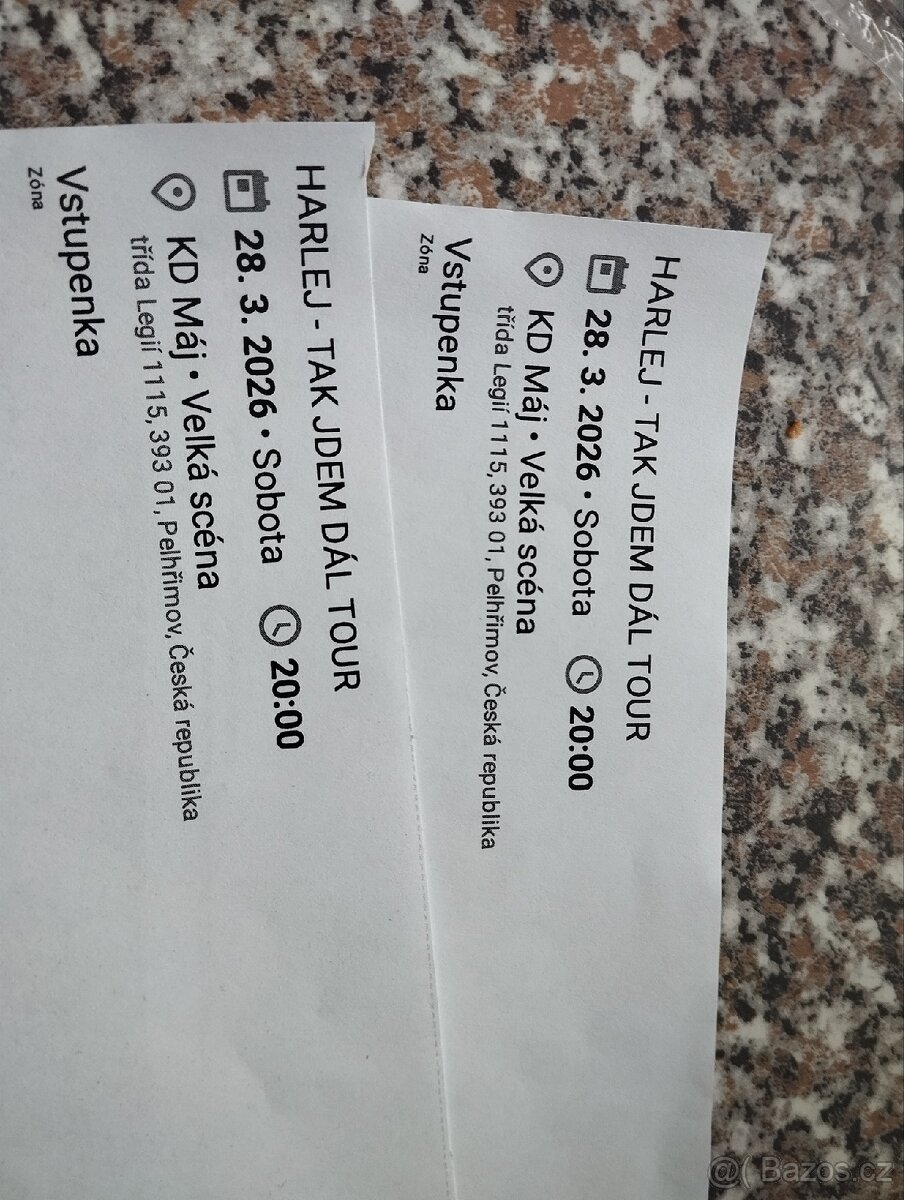 HARLEJ - TAK JDEM DÁL TOUR
28. 3. 2026 • Sobota 20:00
KD Máj • Velká scéna
třída Legií 1115, 393 01, Pelhřimov, Česká republika
Vstupenka
Zóna
HARLEJ - TAK JDEM DÁL TOUR
28. 3. 2026 • Sobota 20:00
KD Máj • Velká scéna
třída Legií 1115, 393 01, Pelhřimov, Česká republika
Vstupenka
Zóna
@( Bazos.cz